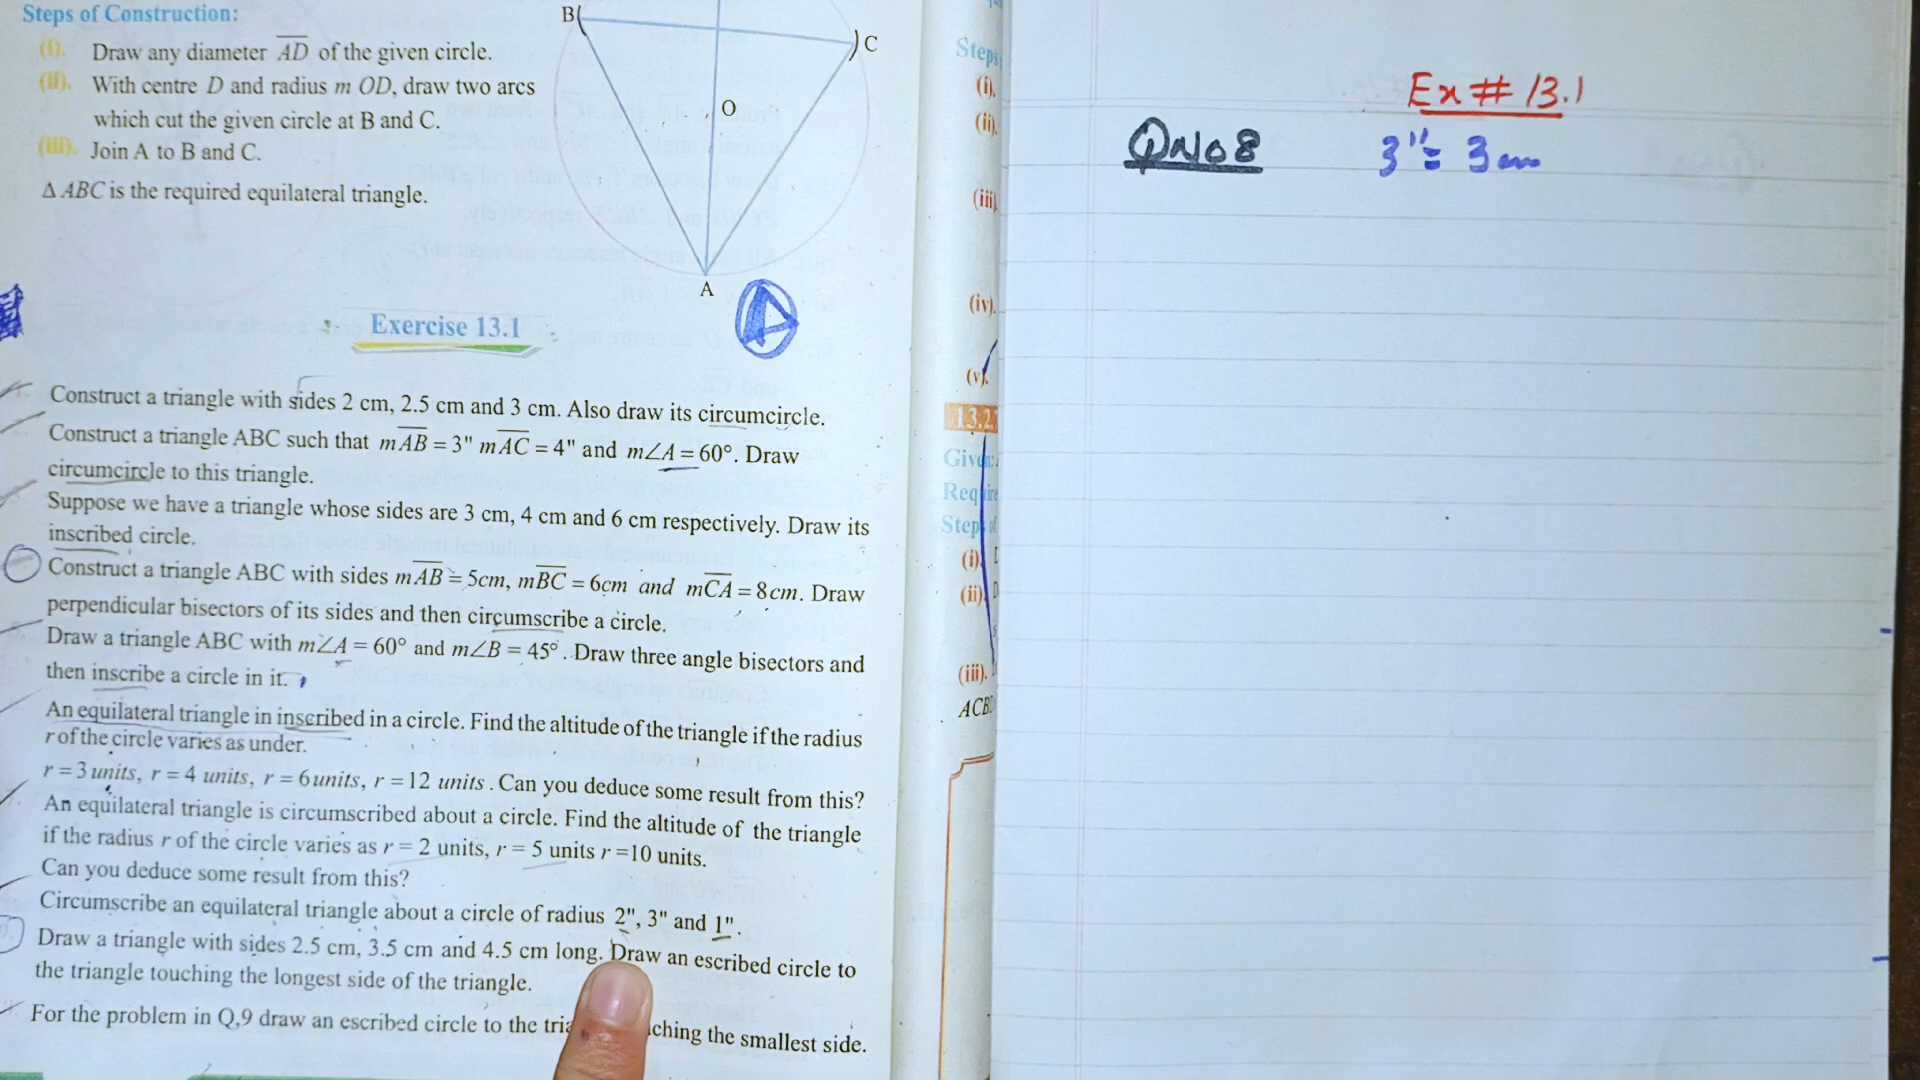 Steps of Construction:
(i). Draw any diameter AD of the given circle.
(ii). With centre D and radius m OD, draw two arcs
which cut the given circle at B and C.
(iii). Join A to B and C.
Δ ABC is the required equilateral triangle.
B
C
O
A
Exercise 13.1
Construct a triangle with sides 2 cm, 2.5 cm and 3 cm. Also draw its circumcircle.
Construct a triangle ABC such that mAB = 3" mAC = 4" and m∠A = 60°. Draw
circumcircle to this triangle.
Suppose we have a triangle whose sides are 3 cm, 4 cm and 6 cm respectively. Draw its
inscribed circle.
Construct a triangle ABC with sides mAB = 5cm, mBC = 6cm and mCA = 8cm. Draw
perpendicular bisectors of its sides and then circumscribe a circle.
Draw a triangle ABC with m∠A = 60° and m∠B = 45°. Draw three angle bisectors and
then inscribe a circle in it.
An equilateral triangle in inscribed in a circle. Find the altitude of the triangle if the radius
r of the circle varies as under.
r = 3 units, r = 4 units, r = 6 units, r = 12 units. Can you deduce some result from this?
An equilateral triangle is circumscribed about a circle. Find the altitude of the triangle
if the radius r of the circle varies as r = 2 units, r = 5 units r =10 units.
Can you deduce some result from this?
Circumscribe an equilateral triangle about a circle of radius 2", 3" and 1".
Draw a triangle with sides 2.5 cm, 3.5 cm and 4.5 cm long. Draw an escribed circle to
the triangle touching the longest side of the triangle.
For the problem in Q.9 draw an escribed circle to the tria ching the smallest side.
Steps
(i).
(ii).
(iii).
(iv).
(v).
13.2
Step
(i).
(ii).
(iii).
Ex # 13.1
QNo8
3" = 3 cm